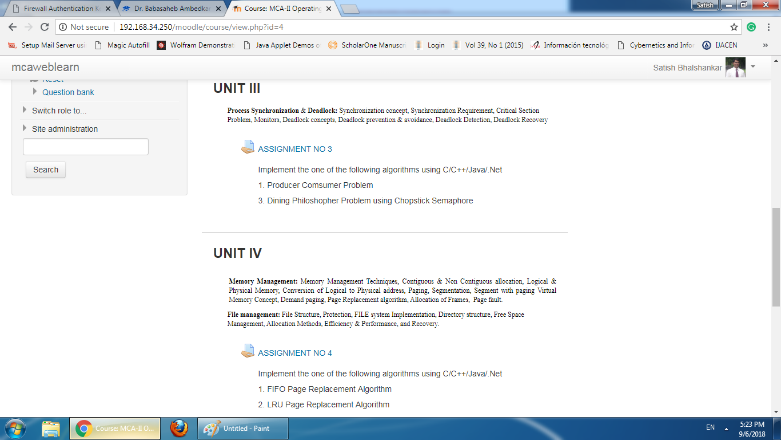 Satish
Firewall Authentication K
Dr. Babasaheb Ambedkar
Course: MCA-II Operating
Not secure
192.168.34.250/moodle/course/view.php?id=4
Setup Mail Server usi
Magic Autofill
Wolfram Demonstrat
Java Applet Demos o
ScholarOne Manuscri
Login
Vol 39, No 1 (2015)
Información tecnológ
Cybernetics and Infor
IJACEN
»
mcaweblearn
Satish Bhalshankar
Reset
Question bank
Switch role to...
Site administration
Search
UNIT III
Process Synchronization & Deadlock: Synchronization concept, Synchronization Requirement, Critical Section
Problem, Monitors, Deadlock concepts, Deadlock prevention & avoidance, Deadlock Detection, Deadlock Recovery
ASSIGNMENT NO 3
Implement the one of the following algorithms using C/C++/Java/.Net
1. Producer Comsumer Problem
3. Dining Philoshopher Problem using Chopstick Semaphore
UNIT IV
Memory Management: Memory Management Techniques, Contiguous & Non Contiguous allocation, Logical &
Physical Memory, Conversion of Logical to Physical address, Paging, Segmentation, Segment with paging Virtual
Memory Concept, Demand paging, Page Replacement algorithm, Allocation of Frames, Page fault.
File management: File Structure, Protection, FILE system Implementation, Directory structure, Free Space
Management, Allocation Methods, Efficiency & Performance, and Recovery.
ASSIGNMENT NO 4
Implement the one of the following algorithms using C/C++/Java/.Net
1. FIFO Page Replacement Algorithm
2. LRU Page Replacement Algorithm
Course: MCA-II O...
Untitled - Paint
EN
5:23 PM
9/6/2018